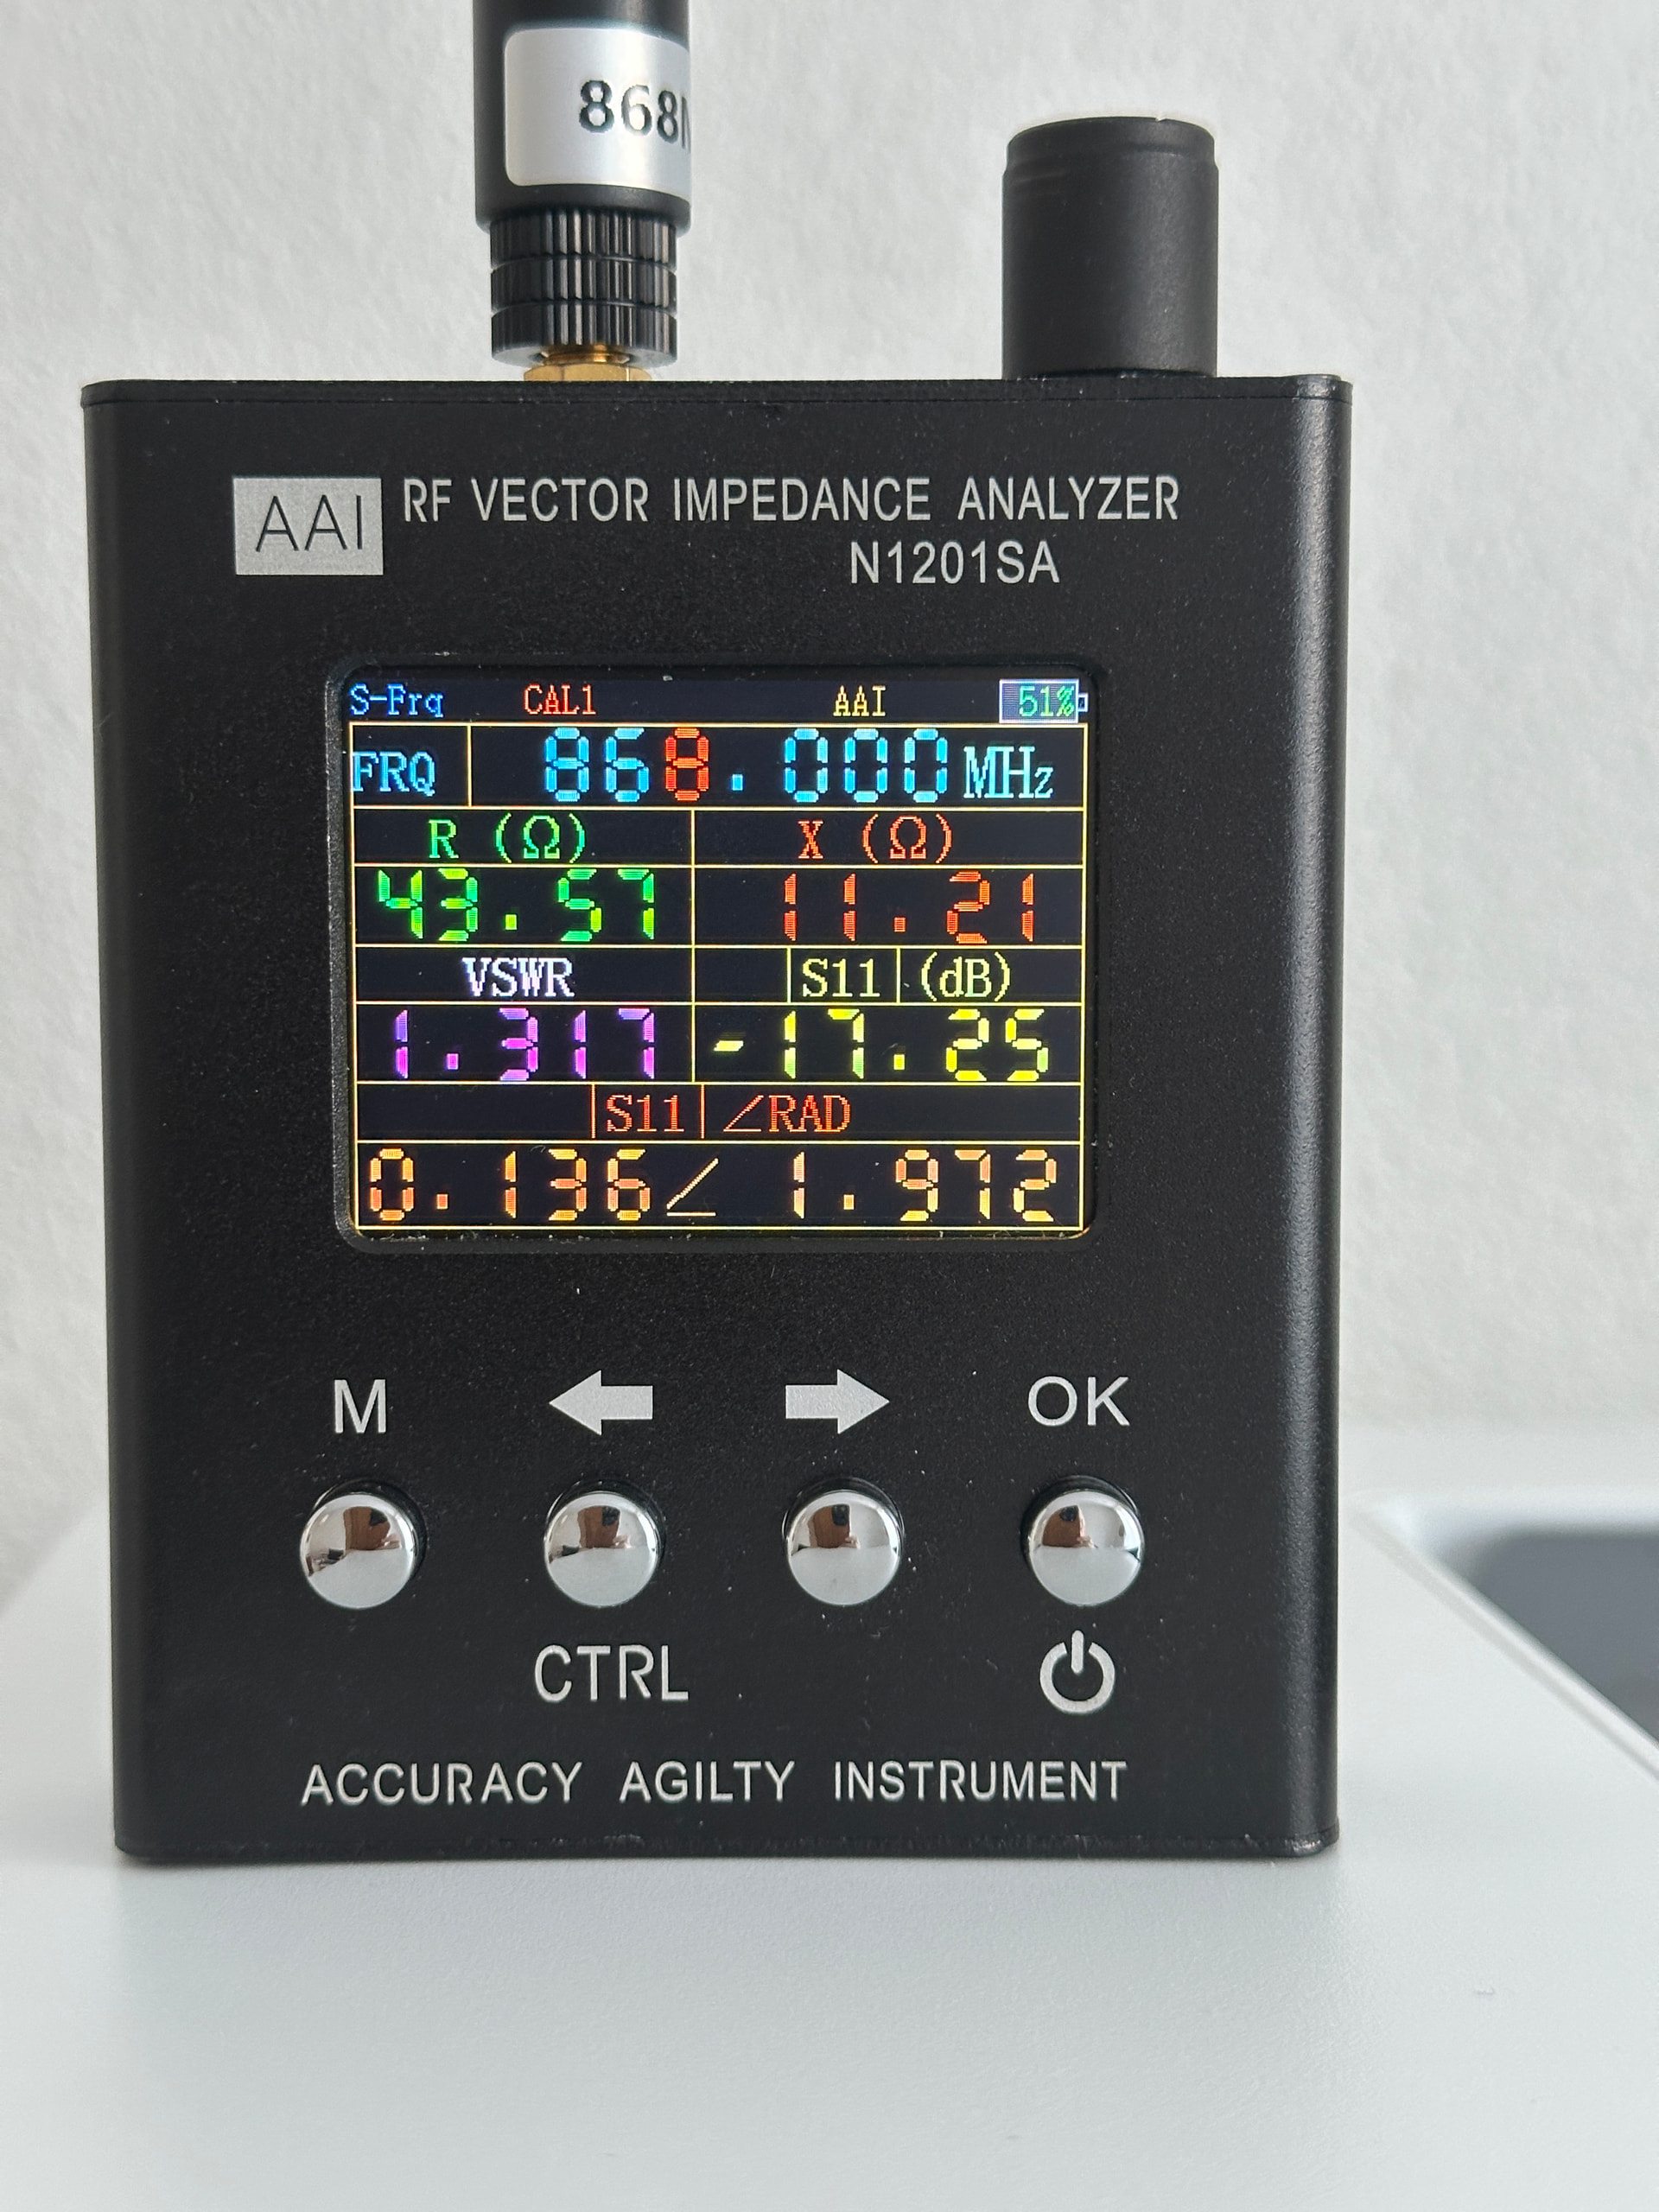 868M
AAI RF VECTOR IMPEDANCE ANALYZER
N1201SA
S-Frq CAL1 AAI 51%
FRQ 868.000 MHz
R (Ω) X (Ω)
43.57 11.21
VSWR |S11| (dB)
1.317 -17.25
|S11| ∠RAD
0.136∠ 1.972
M OK
CTRL
ACCURACY AGILTY INSTRUMENT